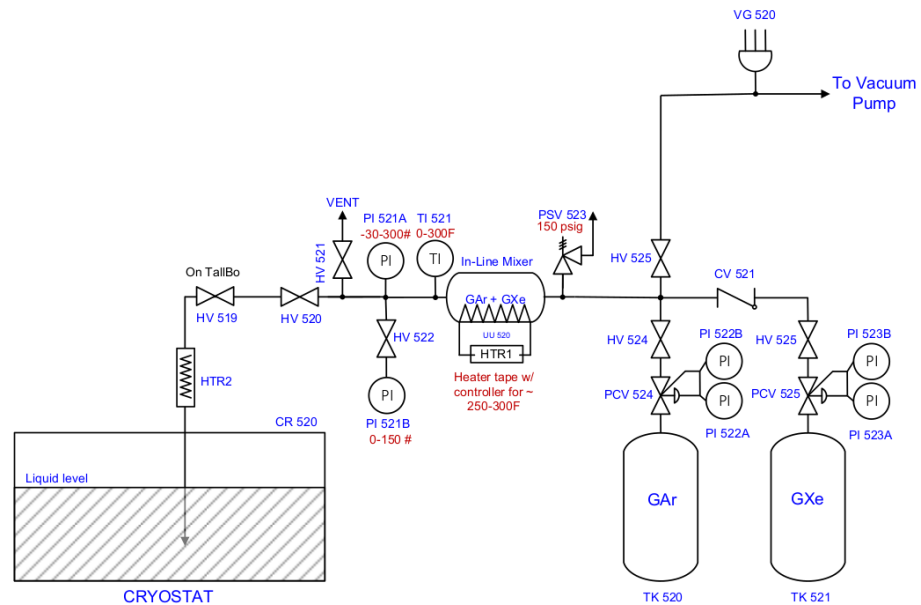 VG 520
To Vacuum
Pump
VENT
PI 521A
-30-300#
TI 521
0-300F
PSV 523
150 psig
HV 521
PI
TI
In-Line Mixer
HV 525
CV 521
On TallBo
GAr + GXe
HV 519
HV 520
HV 522
UU 520
HTR1
HV 524
PI 522B
HV 525
PI 523B
PI
PI
HTR2
Heater tape w/
controller for ~
250-300F
PI
PCV 524
PI
PCV 525
PI
PI 521B
0-150 #
PI 522A
PI 523A
CR 520
Liquid level
GAr
GXe
CRYOSTAT
TK 520
TK 521